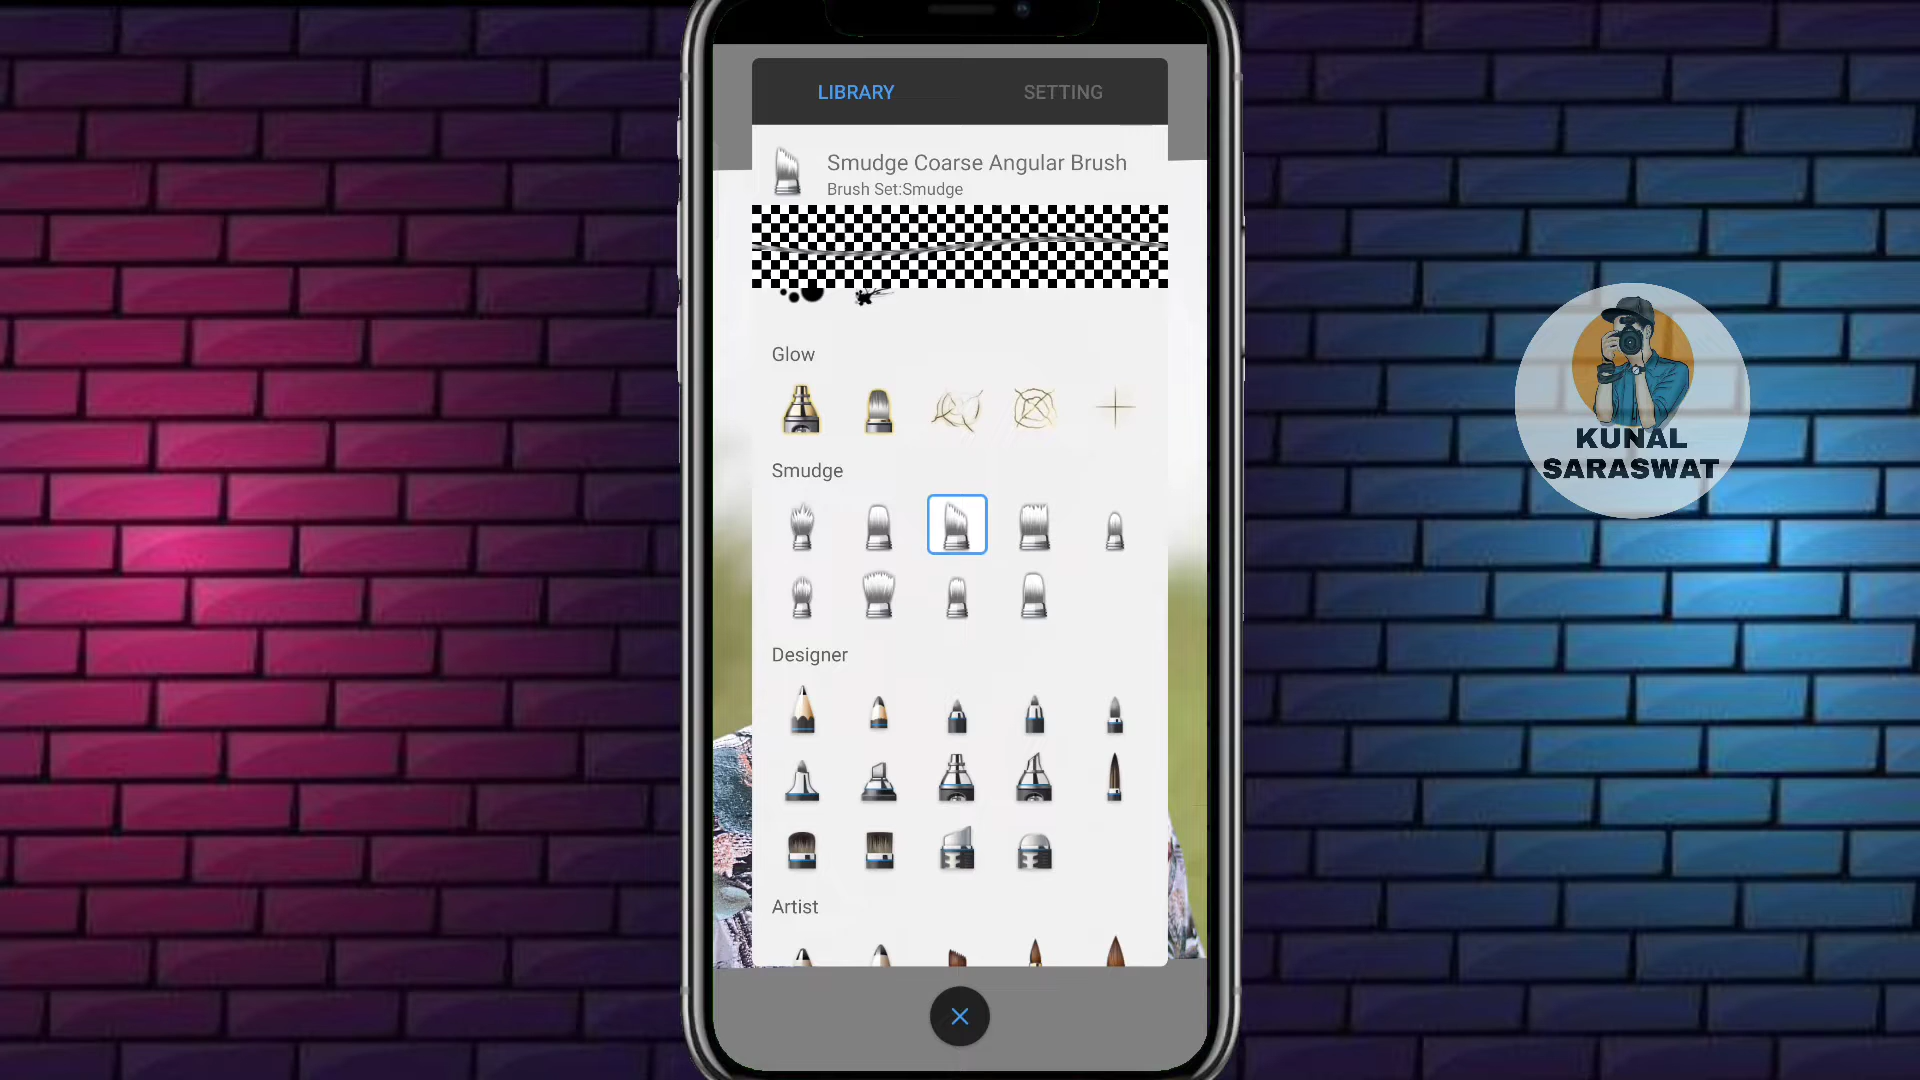 LIBRARY
SETTING
Smudge Coarse Angular Brush
Brush Set:Smudge
Glow
Smudge
Designer
Artist
KUNAL
SARASWAT